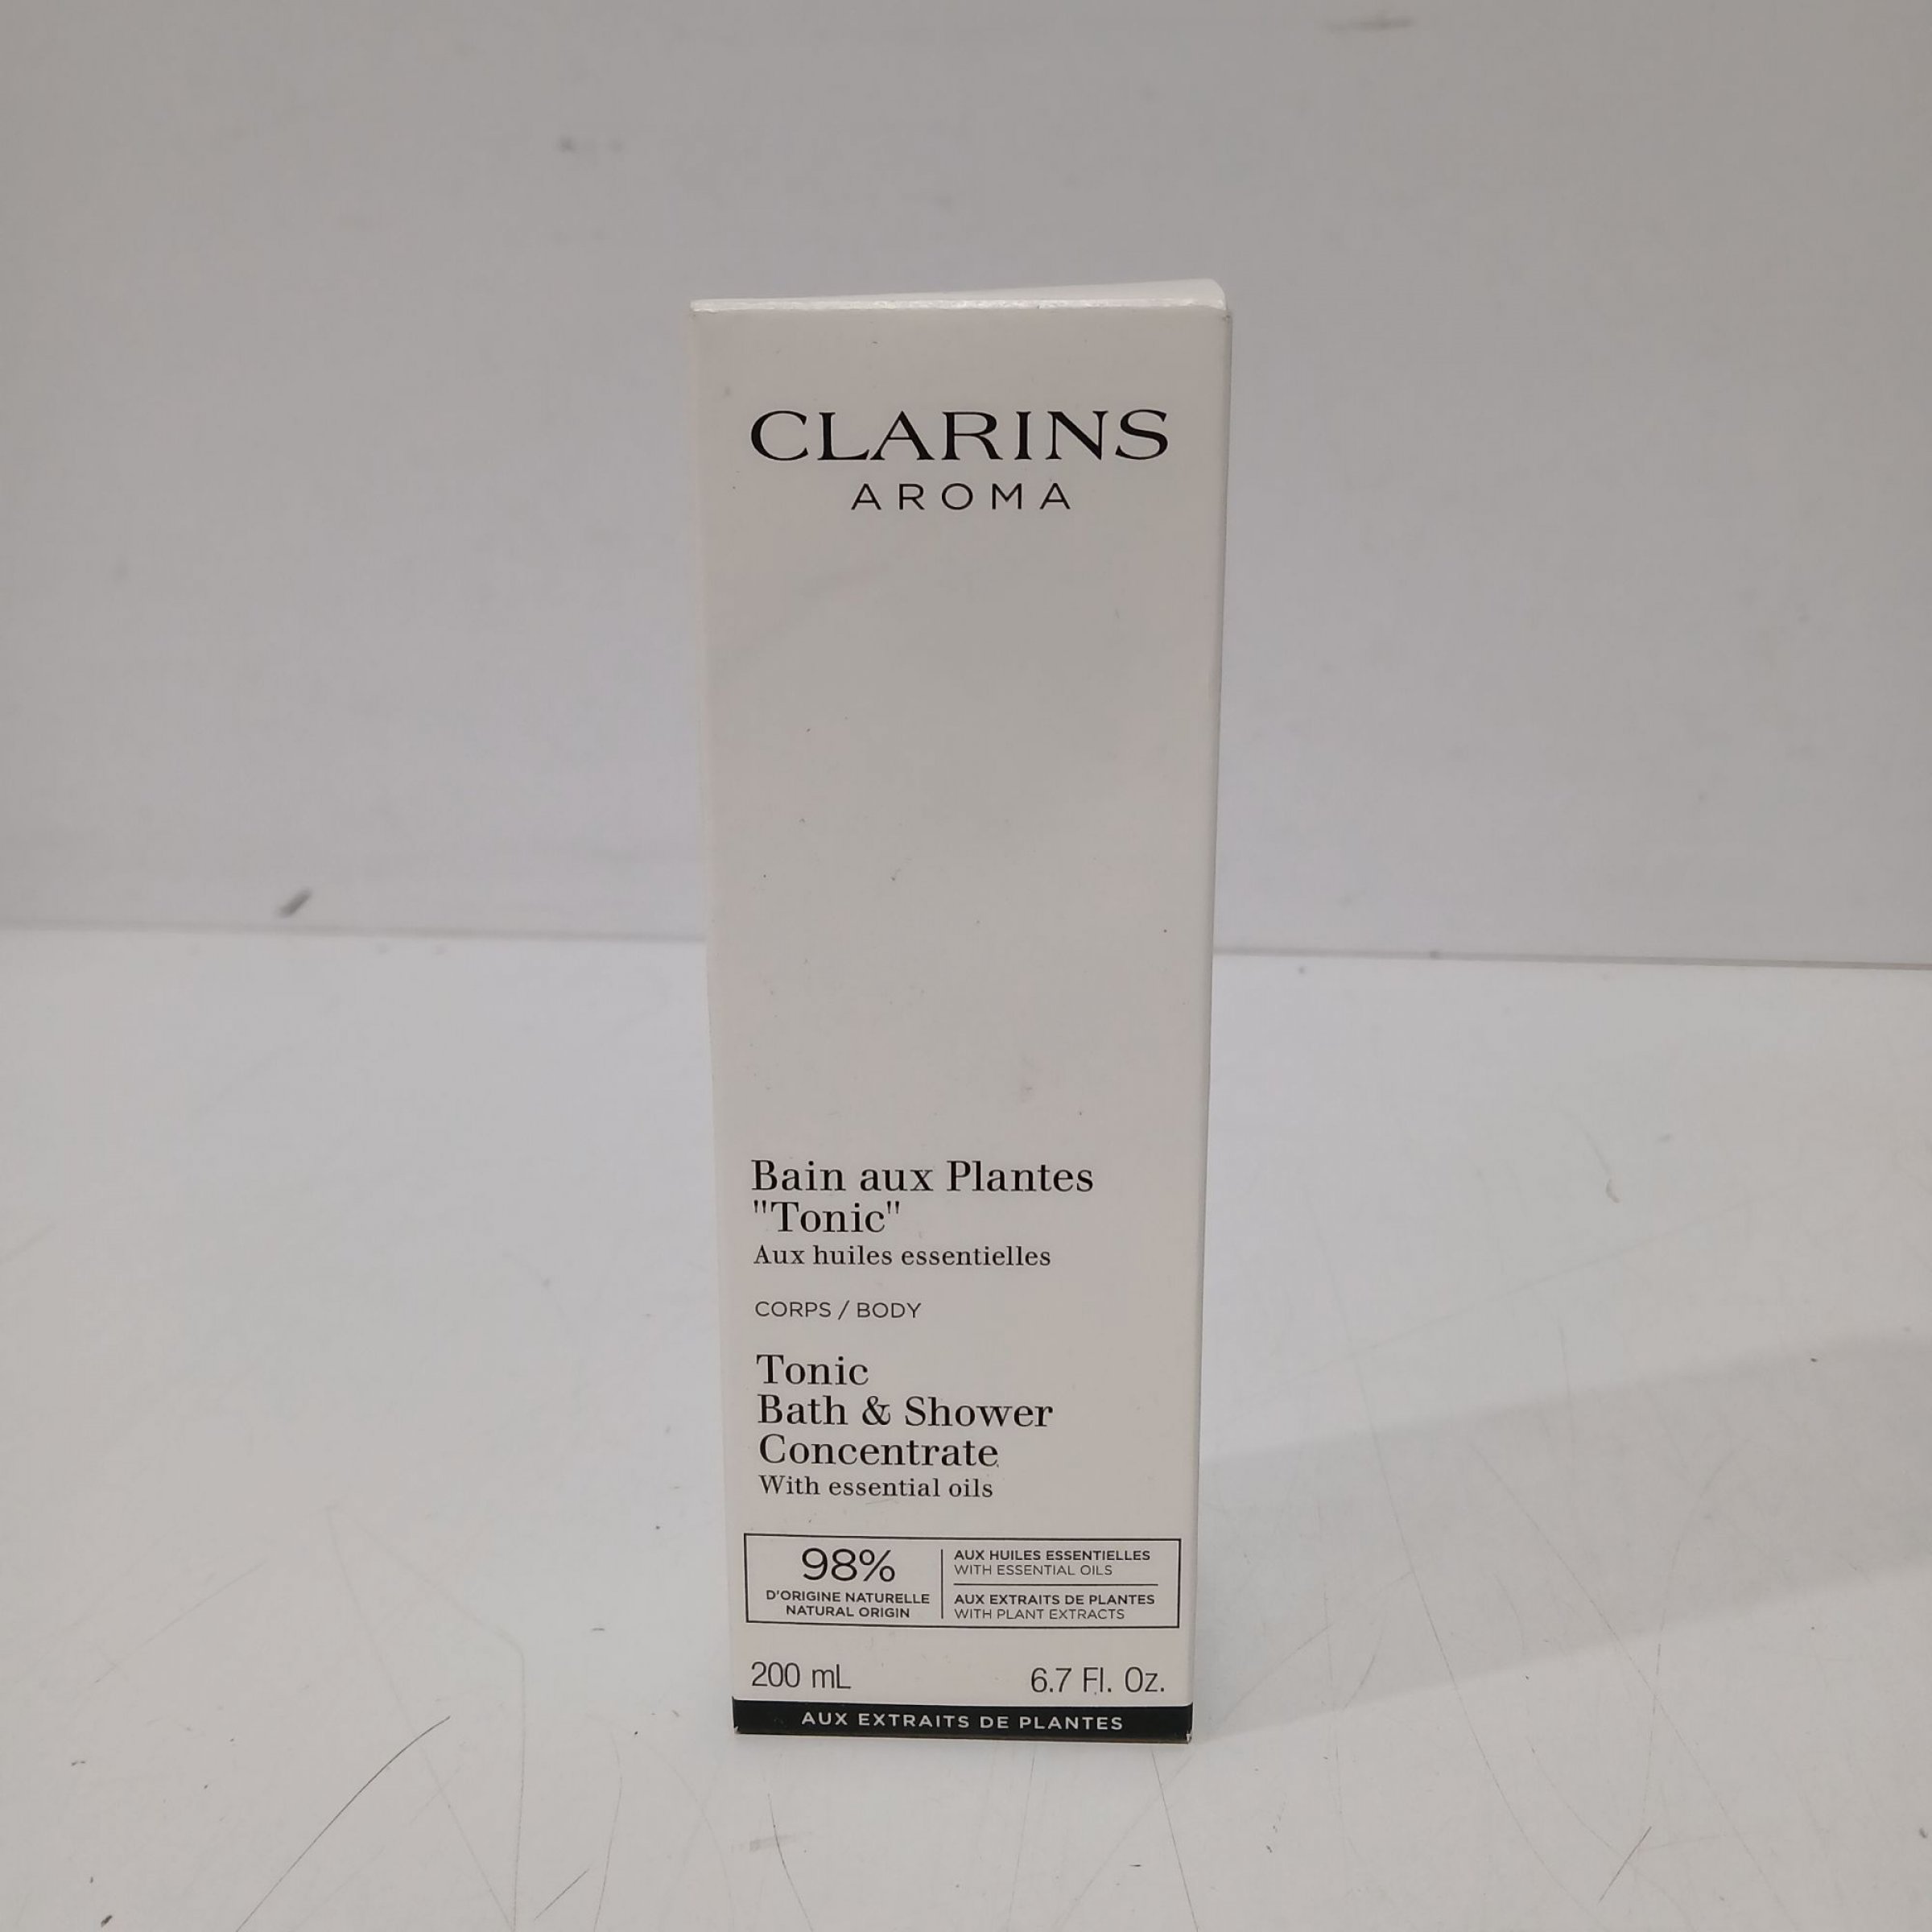 CLARINS
AROMA
Bain aux Plantes
"Tonic"
Aux huiles essentielles
CORPS / BODY
Tonic
Bath & Shower
Concentrate
With essential oils
98%
D'ORIGINE NATURELLE
NATURAL ORIGIN
AUX HUILES ESSENTIELLES
WITH ESSENTIAL OILS
AUX EXTRAITS DE PLANTES
WITH PLANT EXTRACTS
200 mL 6.7 Fl. Oz.
AUX EXTRAITS DE PLANTES